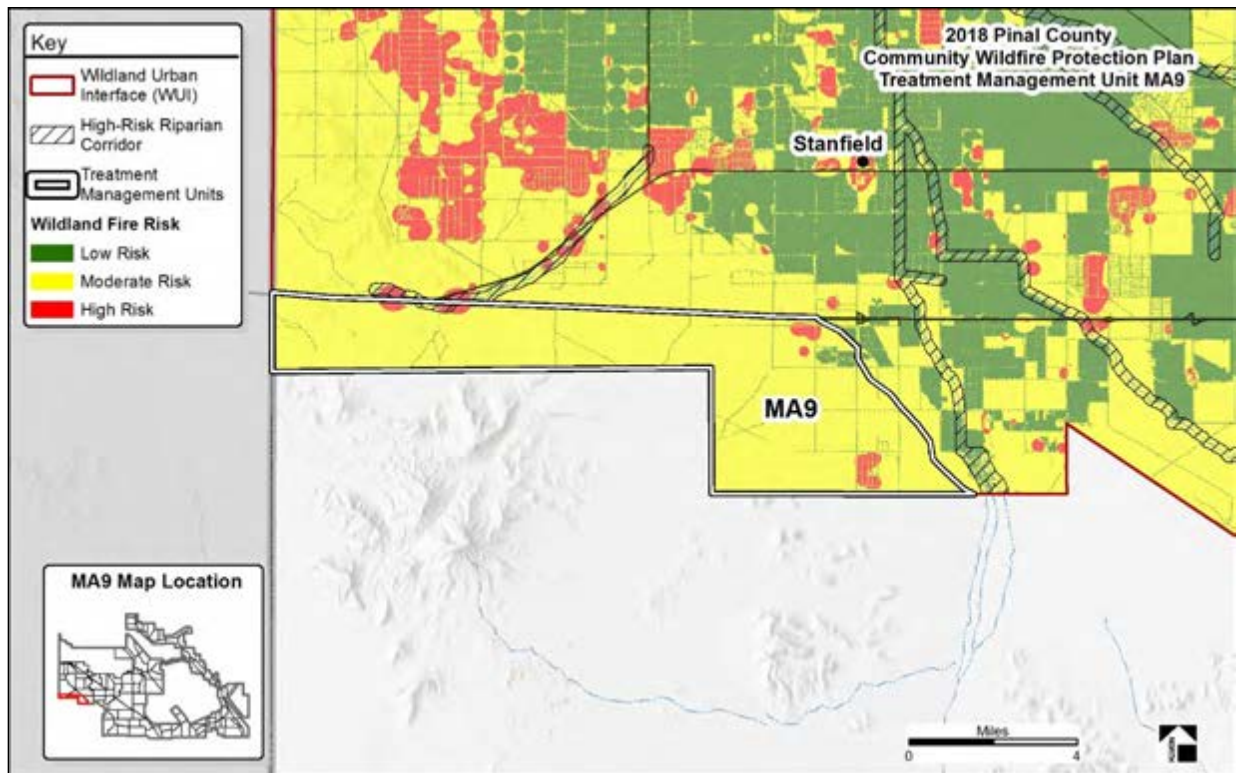 Key
Wildland Urban
Interface (WUI)
High-Risk Riparian
Corridor
Treatment
Management Units
Wildland Fire Risk
Low Risk
Moderate Risk
High Risk
2018 Pinal County
Community Wildfire Protection Plan
Treatment Management Unit MA9
Stanfield
MA9
MA9 Map Location
Miles
0
4